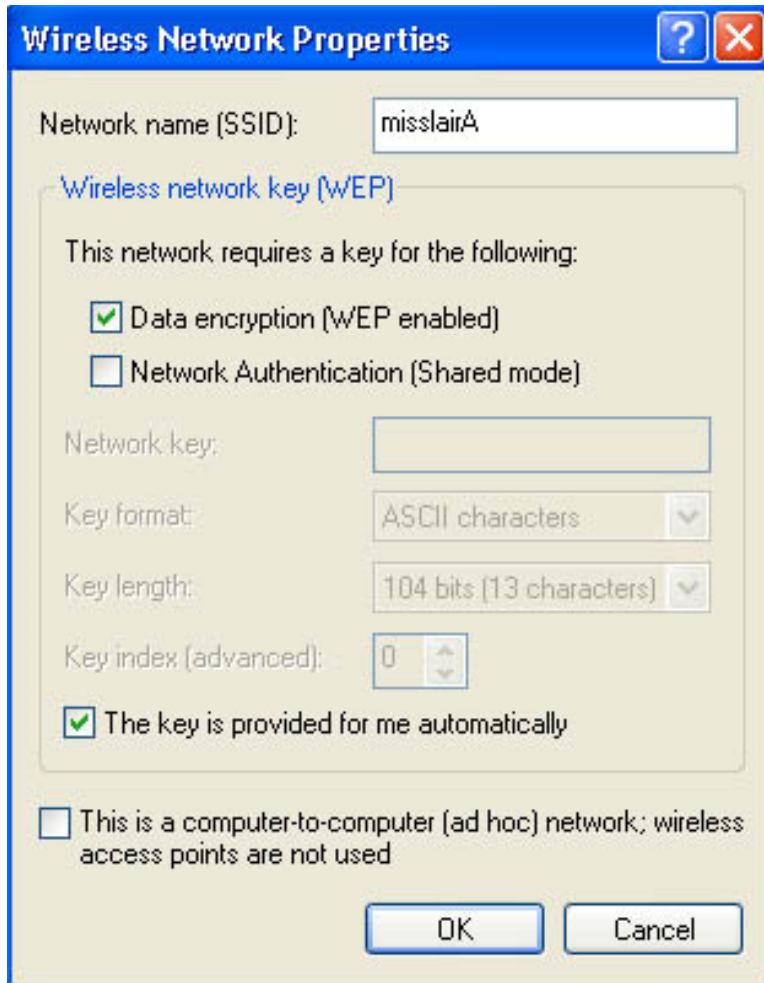 Wireless Network Properties
Network name (SSID): misslairA
Wireless network key (WEP)
This network requires a key for the following:
Data encryption (WEP enabled)
Network Authentication (Shared mode)
Network key:
Key format: ASCII characters
Key length: 104 bits (13 characters)
Key index (advanced): 0
The key is provided for me automatically
This is a computer-to-computer (ad hoc) network; wireless
access points are not used
OK Cancel